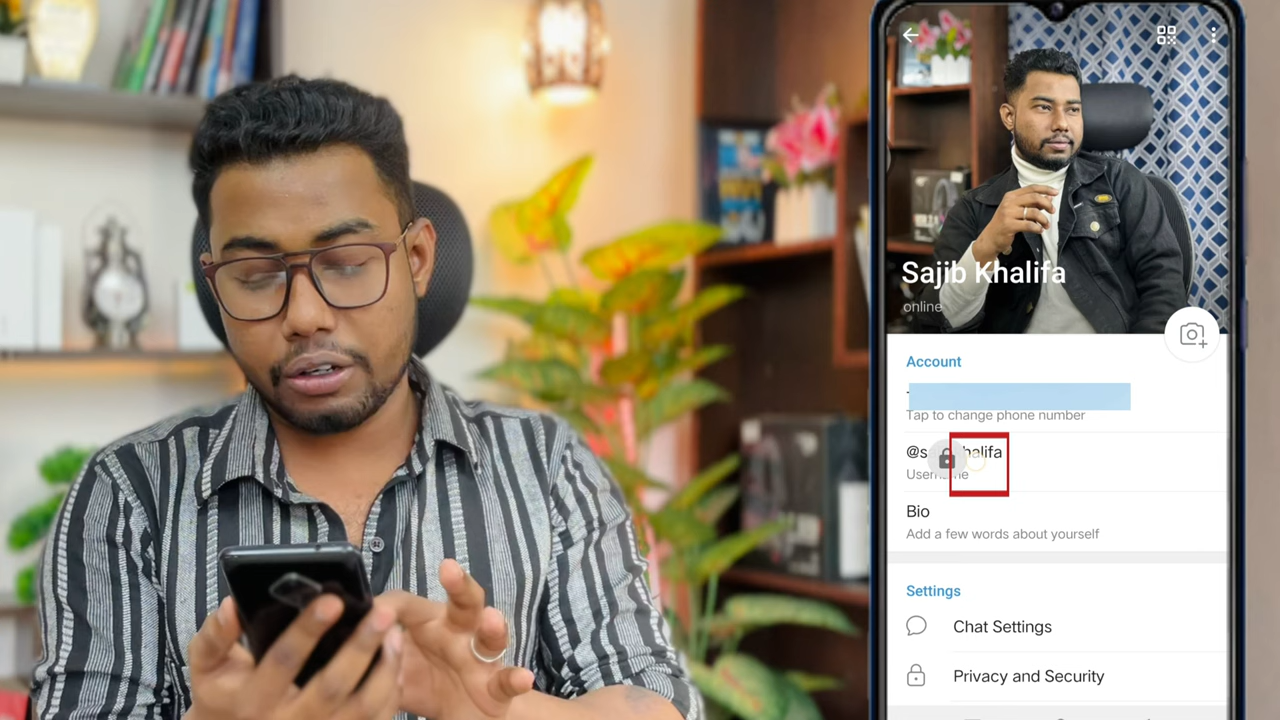 Sajib Khalifa
online
Account
Tap to change phone number
@s halifa
Username
Bio
Add a few words about yourself
Settings
Chat Settings
Privacy and Security